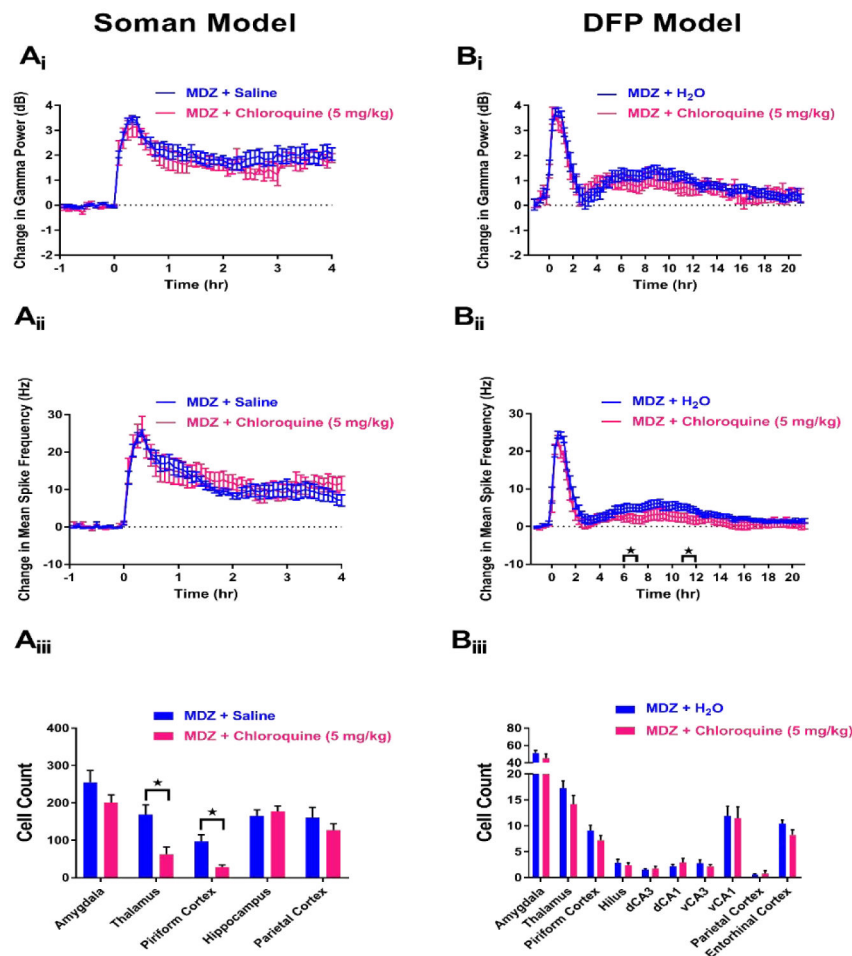 Soman Model
DFP Model
Ai
MDZ + Saline
MDZ + Chloroquine (5 mg/kg)
Change in Gamma Power (dB)
4
3
2
1
0
-1
-2
-1 0 1 2 3 4
Time (hr)
Bi
MDZ + H₂O
MDZ + Chloroquine (5 mg/kg)
Change in Gamma Power (dB)
4
3
2
1
0
-1
-2
0 2 4 6 8 10 12 14 16 18 20
Time (hr)
Aii
MDZ + Saline
MDZ + Chloroquine (5 mg/kg)
Change in Mean Spike Frequency (Hz)
30
20
10
0
-10
-1 0 1 2 3 4
Time (hr)
Bii
MDZ + H₂O
MDZ + Chloroquine (5 mg/kg)
Change in Mean Spike Frequency (Hz)
30
20
10
0
-10
★ ★
0 2 4 6 8 10 12 14 16 18 20
Time (hr)
Aiii
MDZ + Saline
MDZ + Chloroquine (5 mg/kg)
Cell Count
400
300
200
100
0
★ ★
Amygdala
Thalamus
Piriform Cortex
Hippocampus
Parietal Cortex
Biii
MDZ + H₂O
MDZ + Chloroquine (5 mg/kg)
Cell Count
80
60
40
20
15
10
5
0
Amygdala
Thalamus
Piriform Cortex
Hilus
dCA3
dCA1
vCA3
vCA1
Parietal Cortex
Entorhinal Cortex